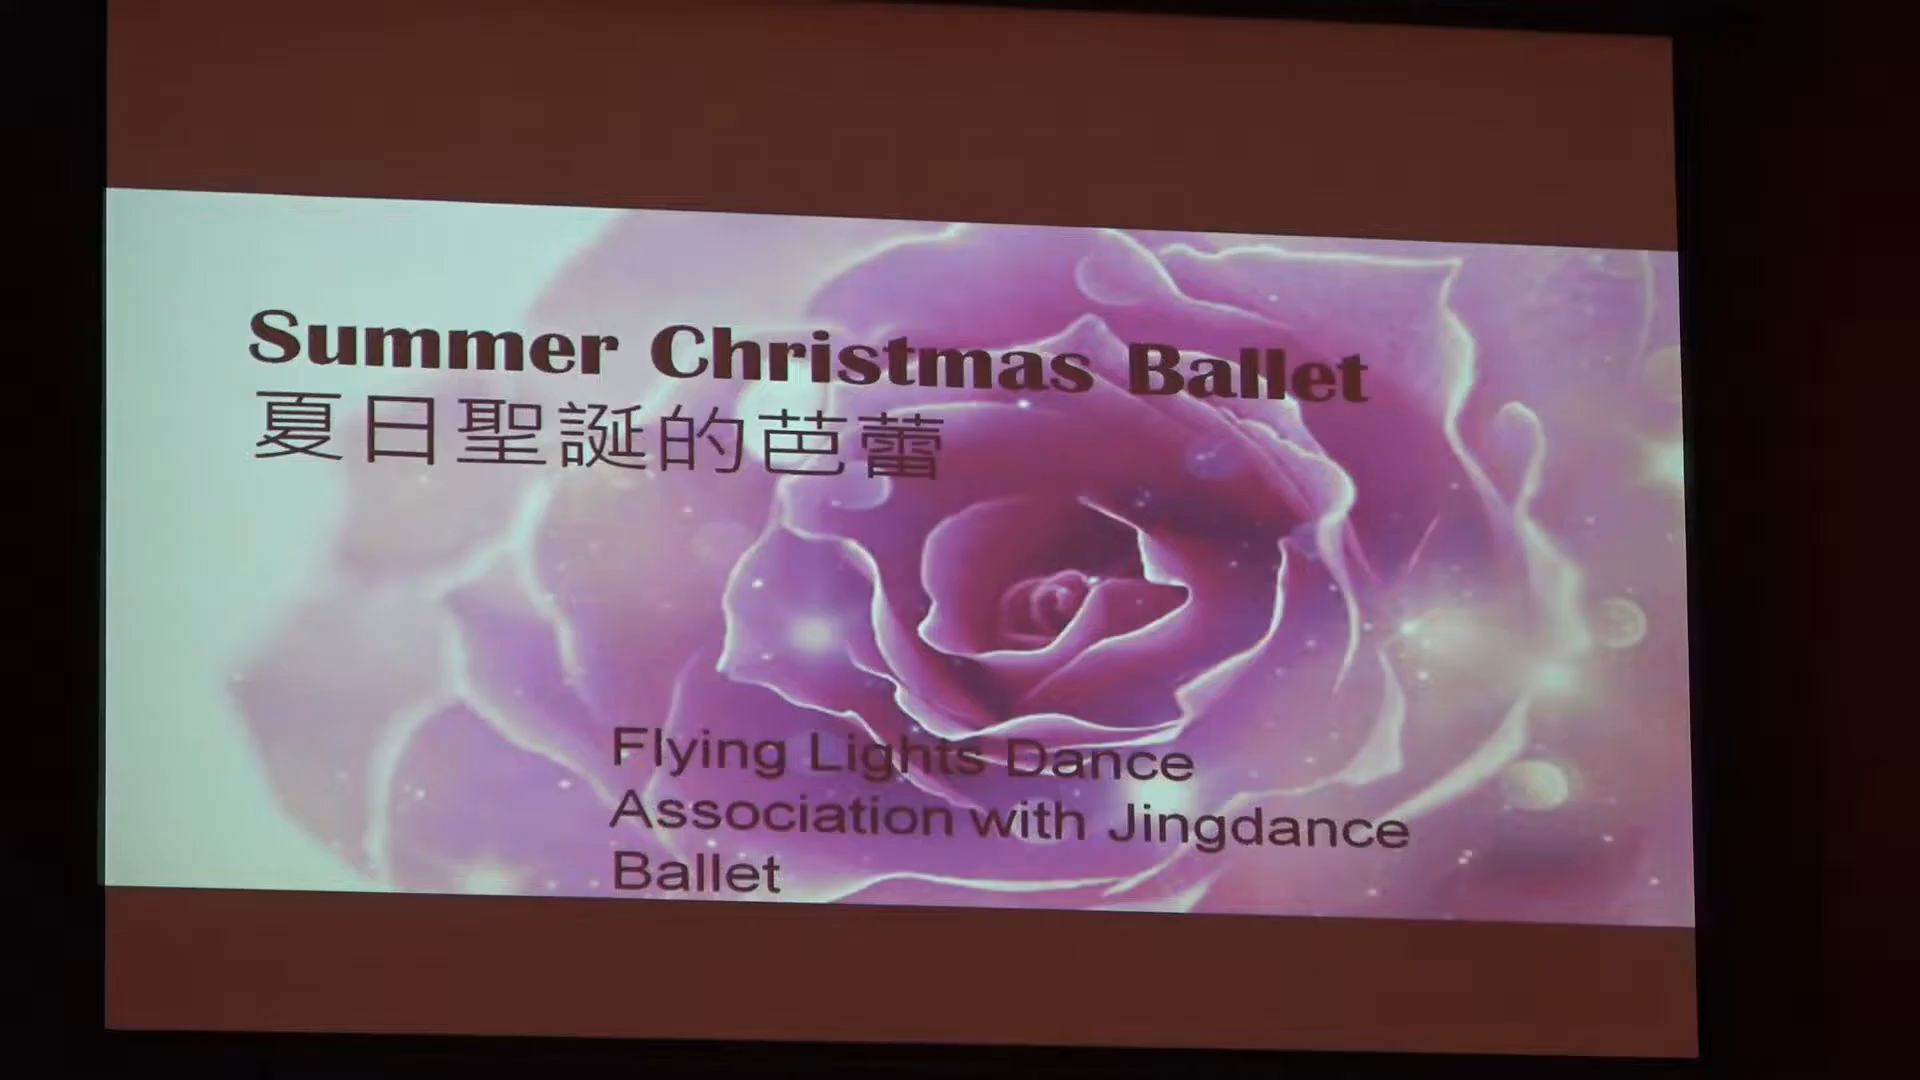 Summer Christmas Ballet
夏日聖誕的芭蕾
Flying Lights Dance
Association with Jingdance
Ballet